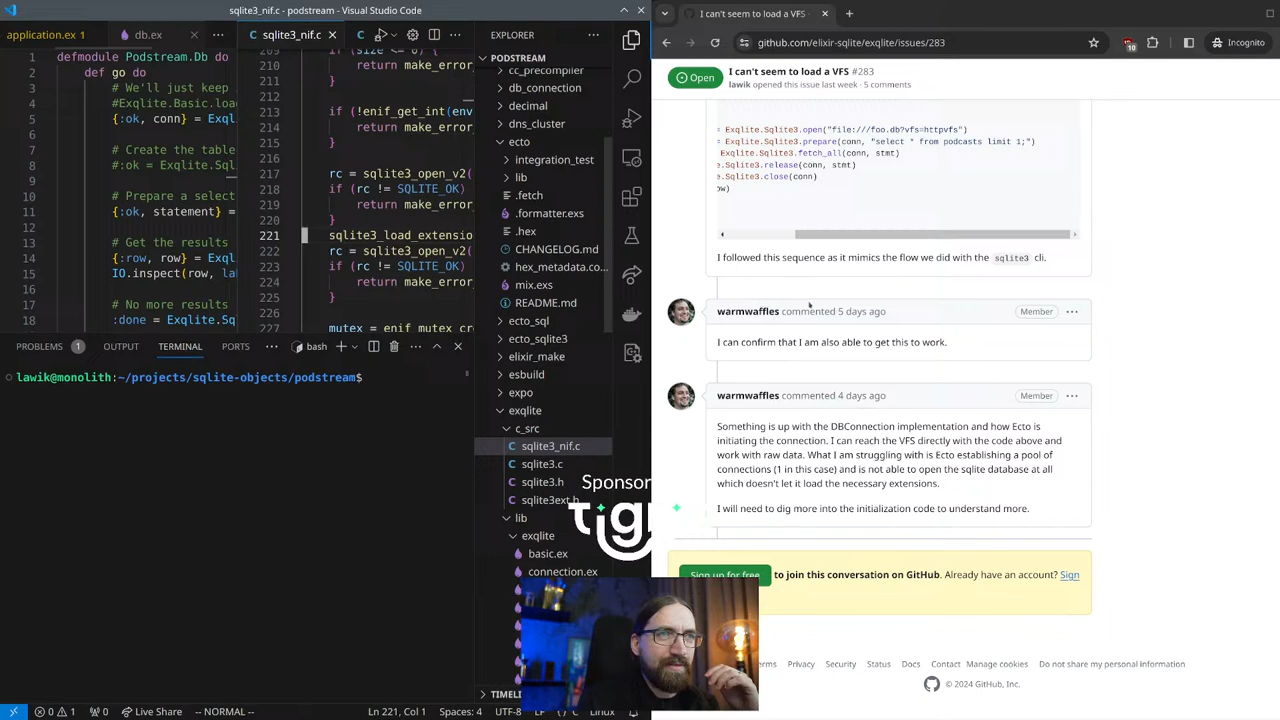 sqlite3_nif.c - podstream - Visual Studio Code
application.ex 1
db.ex
sqlite3_nif.c
EXPLORER
1 defmodule Podstream.Db do
2 def go do
3 # We'll just keep
4 #Exqlite.Basic.loa
5 {:ok, conn} = Exql
6
7 # Create the table
8 #:ok = Exqlite.Sql
9
10 # Prepare a select
11 {:ok, statement} =
12
13 # Get the results
14 {:row, row} = Exql
15 IO.inspect(row, la
16
17 # No more results
18 :done = Exqlite.Sq
209 if (size <= 0) {
210 make_error
211 }
212
213 if (!enif_get_int(env
214 return make_error
215 }
216
217 rc = sqlite3_open_v2(
218 if (rc != SQLITE_OK)
219 return make_error
220 }
221 sqlite3_load_extensio
222 rc = sqlite3_open_v2(
223 if (rc != SQLITE_OK)
224 return make_error
225 }
226
227 mutex = enif_mutex_cr
PODSTREAM
cc_precompiler
db_connection
decimal
dns_cluster
ecto
integration_test
lib
.fetch
.formatter.exs
.hex
CHANGELOG.md
hex_metadata.co...
mix.exs
README.md
ecto_sql
ecto_sqlite3
elixir_make
esbuild
expo
exqlite
c_src
sqlite3_nif.c
sqlite3.c
sqlite3.h
sqlite3ext.h
lib
exqlite
basic.ex
connection.ex
TIMELI
PROBLEMS 1 OUTPUT TERMINAL PORTS
bash
lawik@monolith:~/projects/sqlite-objects/podstream$
Sponsor
tigr
0 1 0 Live Share -- NORMAL -- Ln 221, Col 1 Spaces: 4 UTF-8 LF C Linux
I can't seem to load a VFS ·
github.com/elixir-sqlite/exqlite/issues/283
10
Incognito
Open
I can't seem to load a VFS #283
lawik opened this issue last week · 5 comments
= Exqlite.Sqlite3.open("file:///foo.db?vfs=httpvfs")
= Exqlite.Sqlite3.prepare(conn, "select * from podcasts limit 1;")
Exqlite.Sqlite3.fetch_all(conn, stmt)
e.Sqlite3.release(conn, stmt)
e.Sqlite3.close(conn)
ow)
I followed this sequence as it mimics the flow we did with the sqlite3 cli.
warmwaffles commented 5 days ago
Member
I can confirm that I am also able to get this to work.
warmwaffles commented 4 days ago
Member
Something is up with the DBConnection implementation and how Ecto is
initiating the connection. I can reach the VFS directly with the code above and
work with raw data. What I am struggling with is Ecto establishing a pool of
connections (1 in this case) and is not able to open the sqlite database at all
which doesn't let it load the necessary extensions.
I will need to dig more into the initialization code to understand more.
Sign up for free to join this conversation on GitHub. Already have an account? Sign
erms Privacy Security Status Docs Contact Manage cookies Do not share my personal information
© 2024 GitHub, Inc.